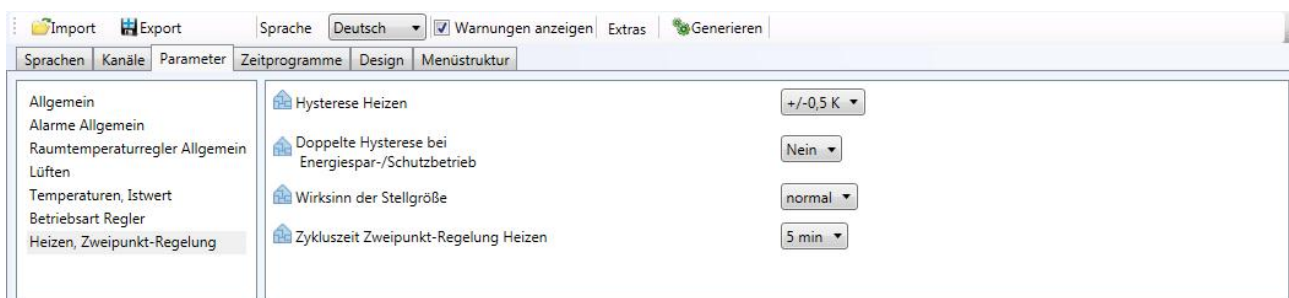 Import Export Sprache Deutsch Warnungen anzeigen Extras Generieren
Sprachen Kanäle Parameter Zeitprogramme Design Menüstruktur
Allgemein
Alarme Allgemein
Raumtemperaturregler Allgemein
Lüften
Temperaturen, Istwert
Betriebsart Regler
Heizen, Zweipunkt-Regelung
Hysterese Heizen +/-0,5 K
Doppelte Hysterese bei
Energiespar-/Schutzbetrieb Nein
Wirksinn der Stellgröße normal
Zykluszeit Zweipunkt-Regelung Heizen 5 min